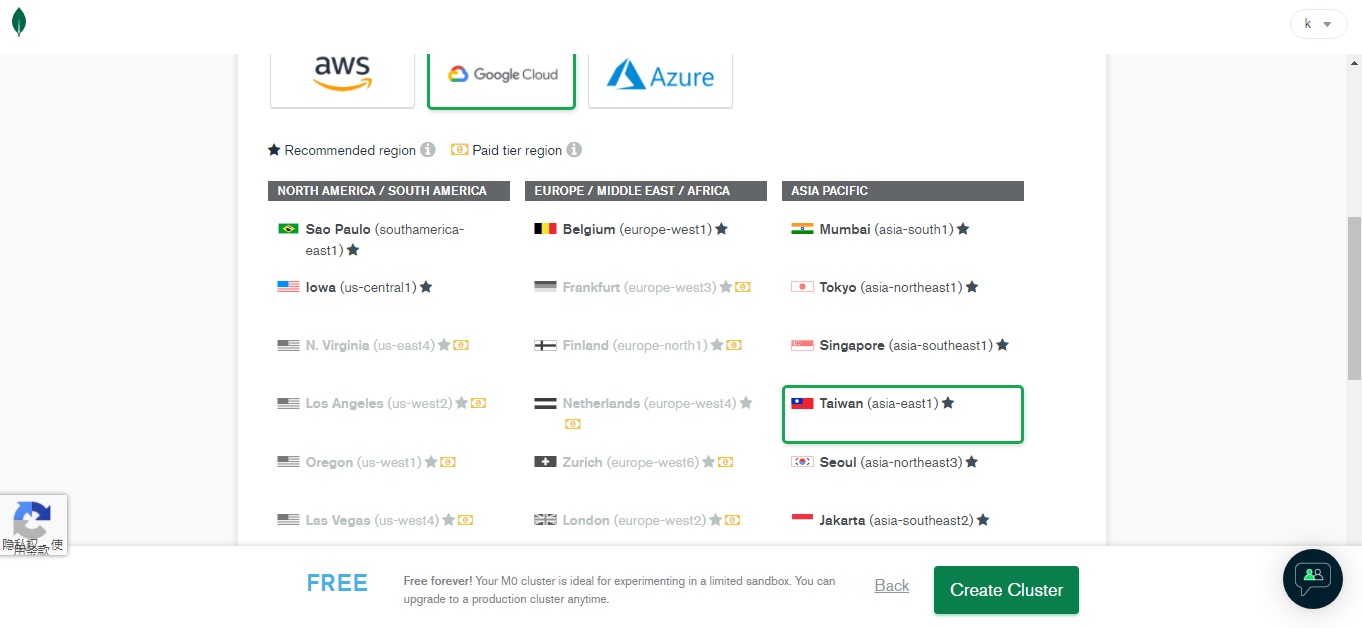 k
aws
Google Cloud
Azure
Recommended region
Paid tier region
NORTH AMERICA / SOUTH AMERICA
Sao Paulo (southamerica-
east1)
Iowa (us-central1)
N. Virginia (us-east4)
Los Angeles (us-west2)
Oregon (us-west1)
Las Vegas (us-west4)
EUROPE / MIDDLE EAST / AFRICA
Belgium (europe-west1)
Frankfurt (europe-west3)
Finland (europe-north1)
Netherlands (europe-west4)
Zurich (europe-west6)
London (europe-west2)
ASIA PACIFIC
Mumbai (asia-south1)
Tokyo (asia-northeast1)
Singapore (asia-southeast1)
Taiwan (asia-east1)
Seoul (asia-northeast3)
Jakarta (asia-southeast2)
隐私权 - 使
用条款
FREE
Free forever! Your M0 cluster is ideal for experimenting in a limited sandbox. You can
upgrade to a production cluster anytime.
Back
Create Cluster